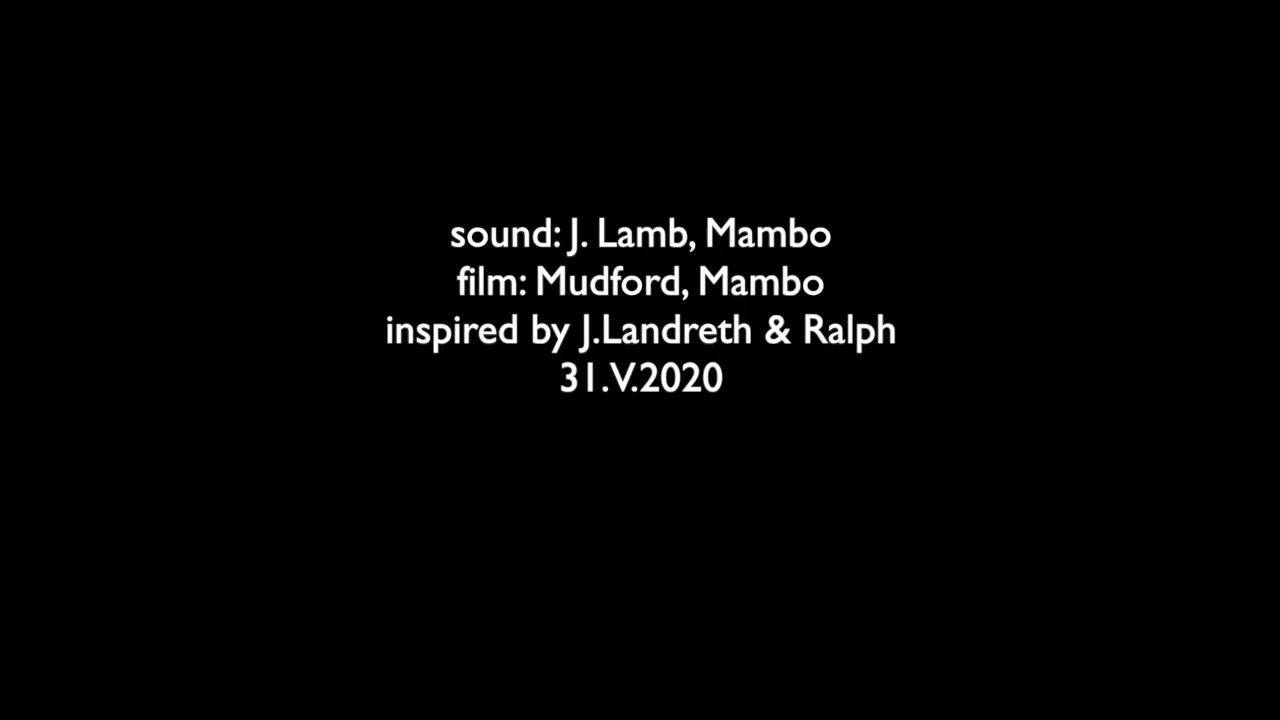 sound: J. Lamb, Mambo
film: Mudford, Mambo
inspired by J.Landreth & Ralph
31.V.2020